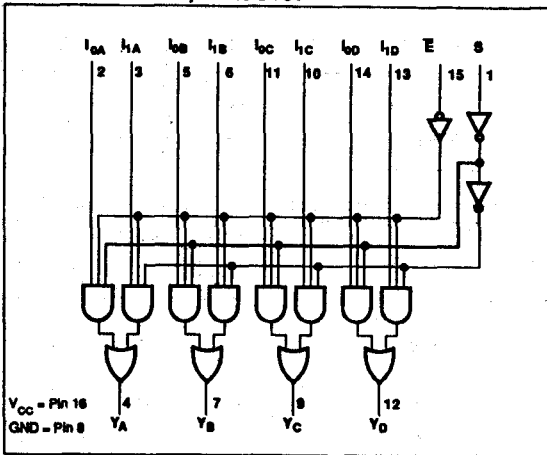 I0A I1A I0B I1B I0C I1C I0D I1D E S
2 3 5 6 11 10 14 13 15 1
VCC = Pin 16
GND = Pin 8
4 7 9 12
YA YB YC YD